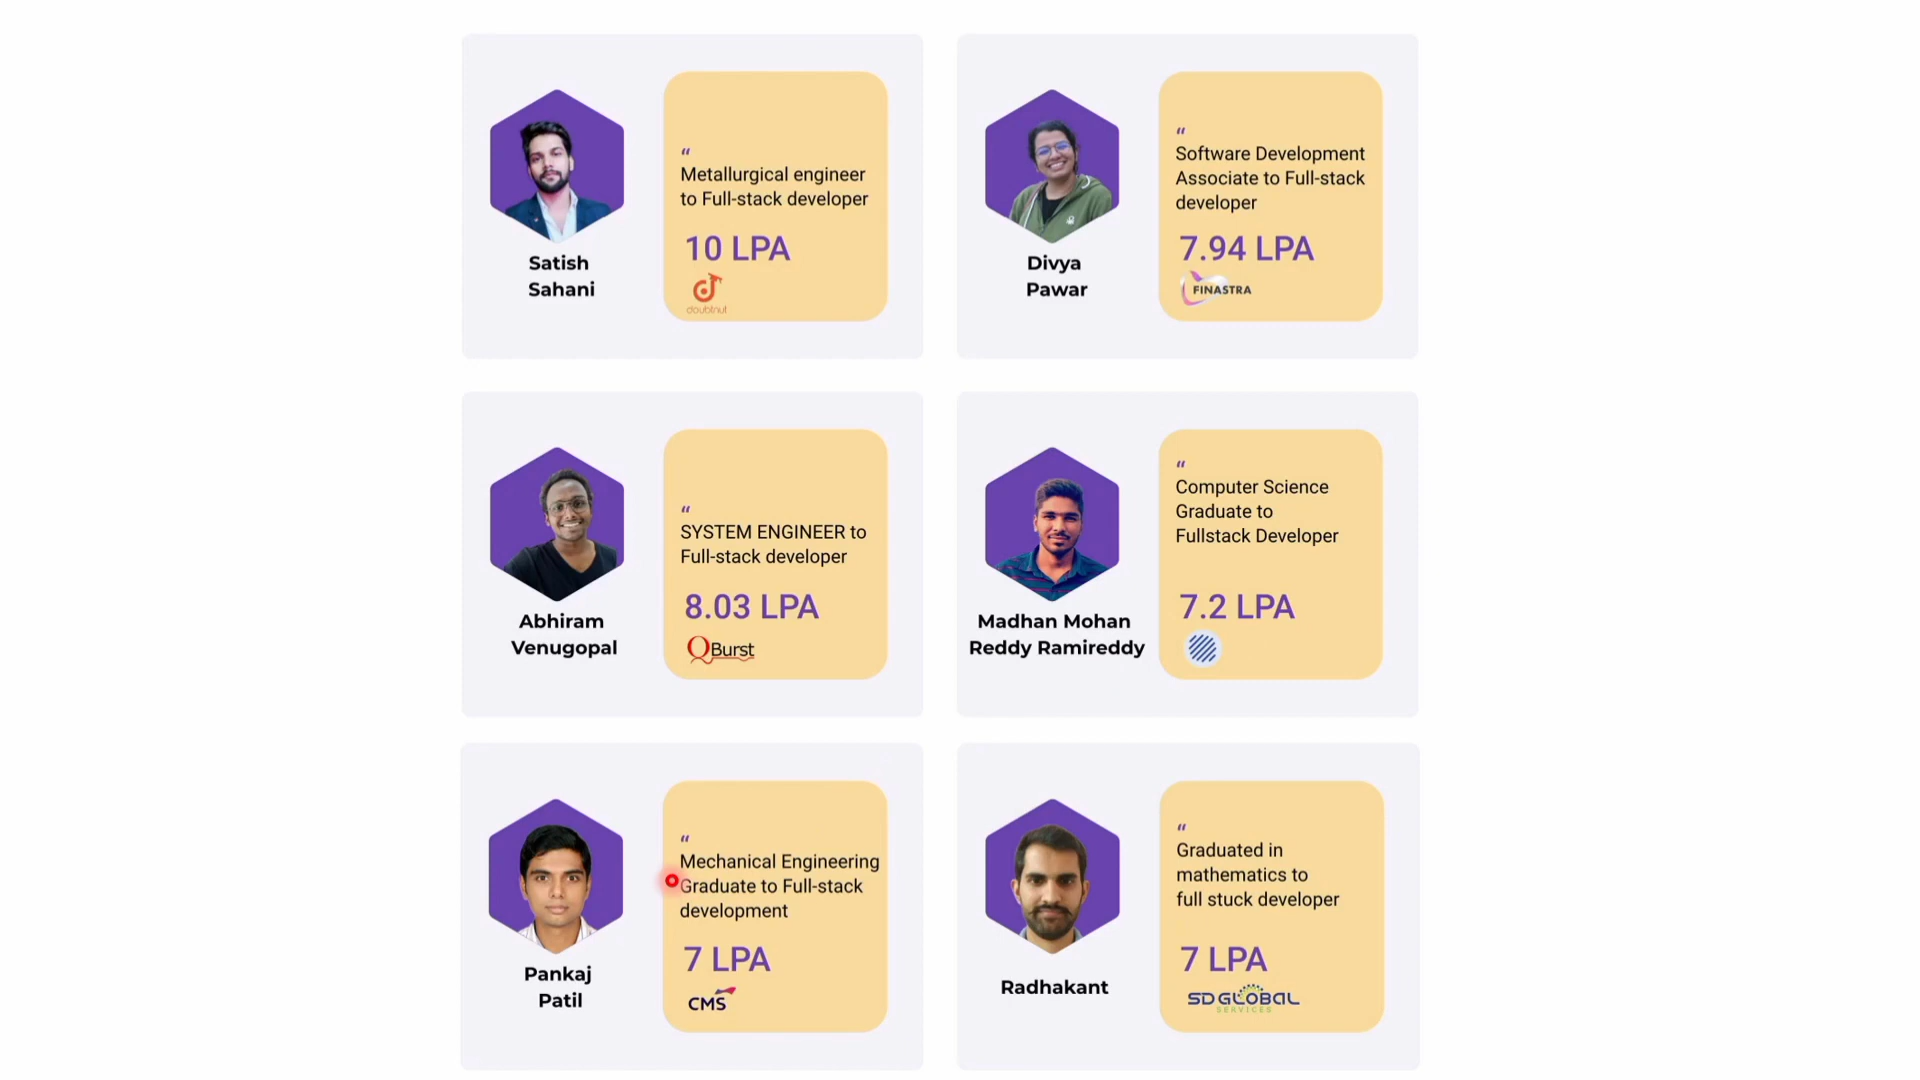 “
Metallurgical engineer
to Full-stack developer
10 LPA
doubtnut
Satish
Sahani
“
Software Development
Associate to Full-stack
developer
7.94 LPA
FINASTRA
Divya
Pawar
“
SYSTEM ENGINEER to
Full-stack developer
8.03 LPA
QBurst
Abhiram
Venugopal
“
Computer Science
Graduate to
Fullstack Developer
7.2 LPA
Madhan Mohan
Reddy Ramireddy
“
Mechanical Engineering
Graduate to Full-stack
development
7 LPA
CMS
Pankaj
Patil
“
Graduated in
mathematics to
full stuck developer
7 LPA
SD GLOBAL
SERVICES
Radhakant